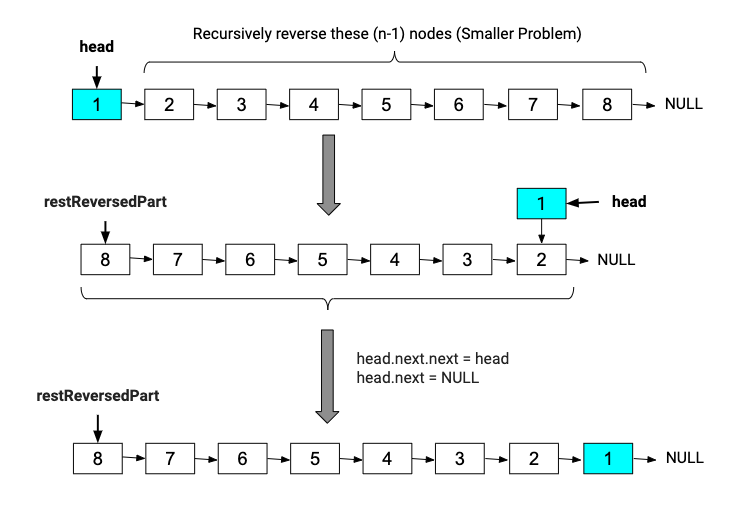 Recursively reverse these (n-1) nodes (Smaller Problem)
head
1 2 3 4 5 6 7 8 NULL
restReversedPart
1 head
8 7 6 5 4 3 2 NULL
head.next.next = head
head.next = NULL
restReversedPart
8 7 6 5 4 3 2 1 NULL